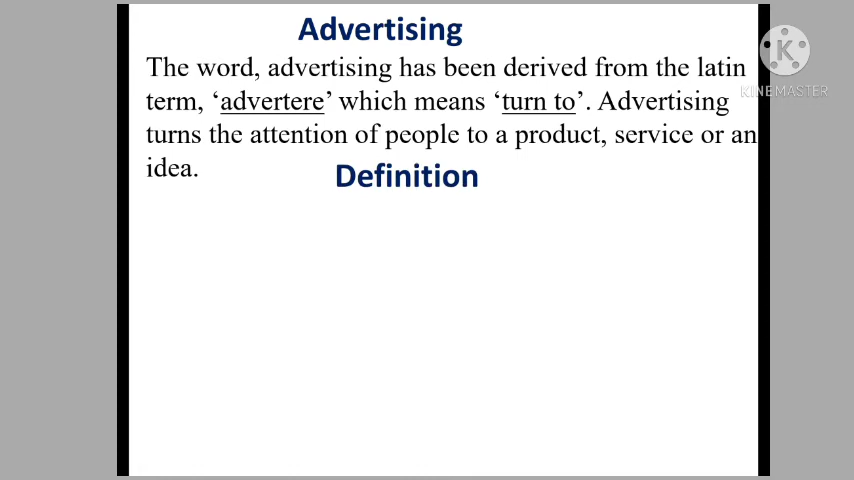 Advertising
The word, advertising has been derived from the latin
term, ‘advertere’ which means ‘turn to’. Advertising
turns the attention of people to a product, service or an
idea.
Definition
K
KINEMASTER